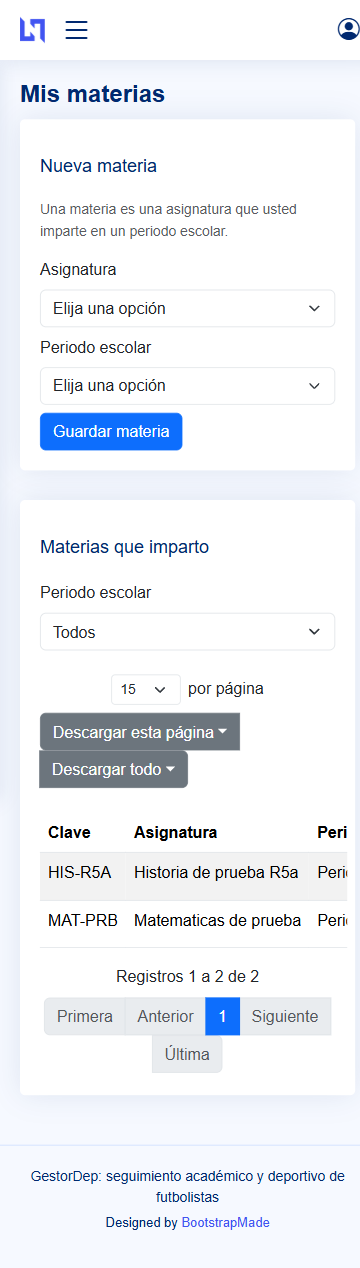 Mis materias
Nueva materia
Una materia es una asignatura que usted
imparte en un periodo escolar.
Asignatura
Elija una opción
Periodo escolar
Elija una opción
Guardar materia
Materias que imparto
Periodo escolar
Todos
15 por página
Descargar esta página
Descargar todo
Clave Asignatura
HIS-R5A Historia de prueba R5a
MAT-PRB Matematicas de prueba
Registros 1 a 2 de 2
Primera Anterior 1 Siguiente
Última
GestorDep: seguimiento académico y deportivo de
futbolistas
Designed by BootstrapMade